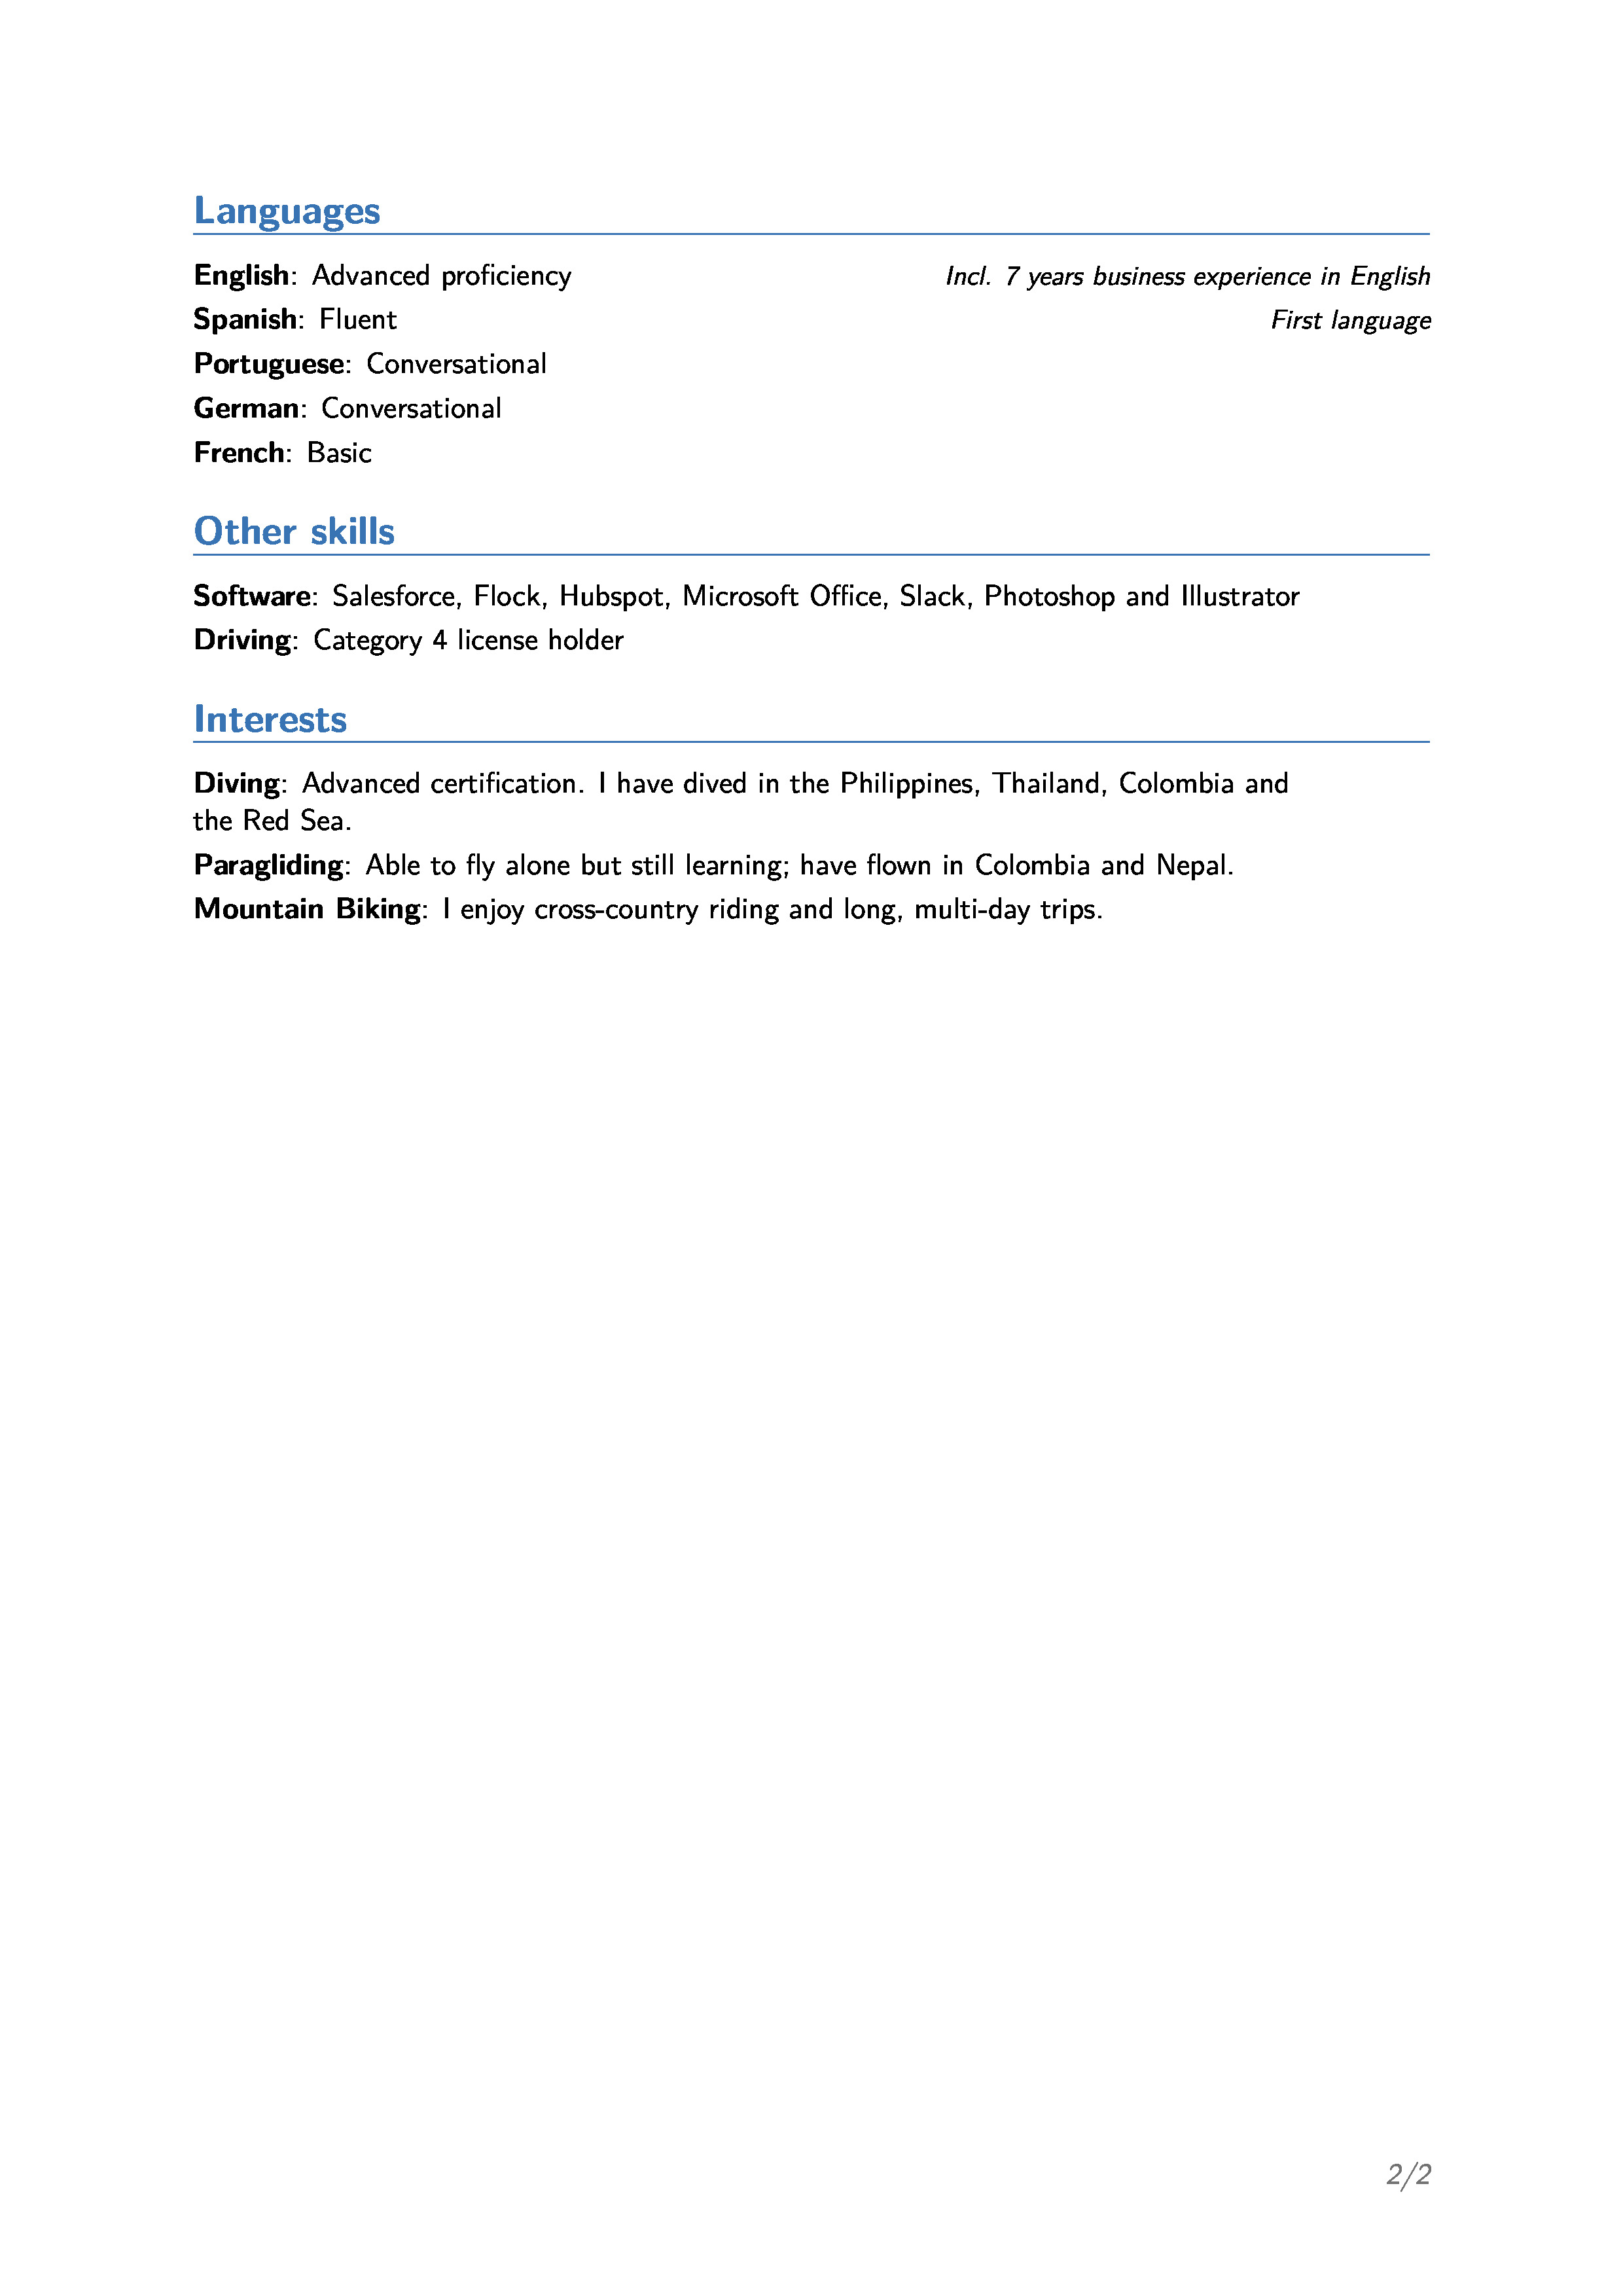 Languages
English: Advanced proficiency Incl. 7 years business experience in English
Spanish: Fluent First language
Portuguese: Conversational
German: Conversational
French: Basic
Other skills
Software: Salesforce, Flock, Hubspot, Microsoft Office, Slack, Photoshop and Illustrator
Driving: Category 4 license holder
Interests
Diving: Advanced certification. I have dived in the Philippines, Thailand, Colombia and
the Red Sea.
Paragliding: Able to fly alone but still learning; have flown in Colombia and Nepal.
Mountain Biking: I enjoy cross-country riding and long, multi-day trips.
2/2